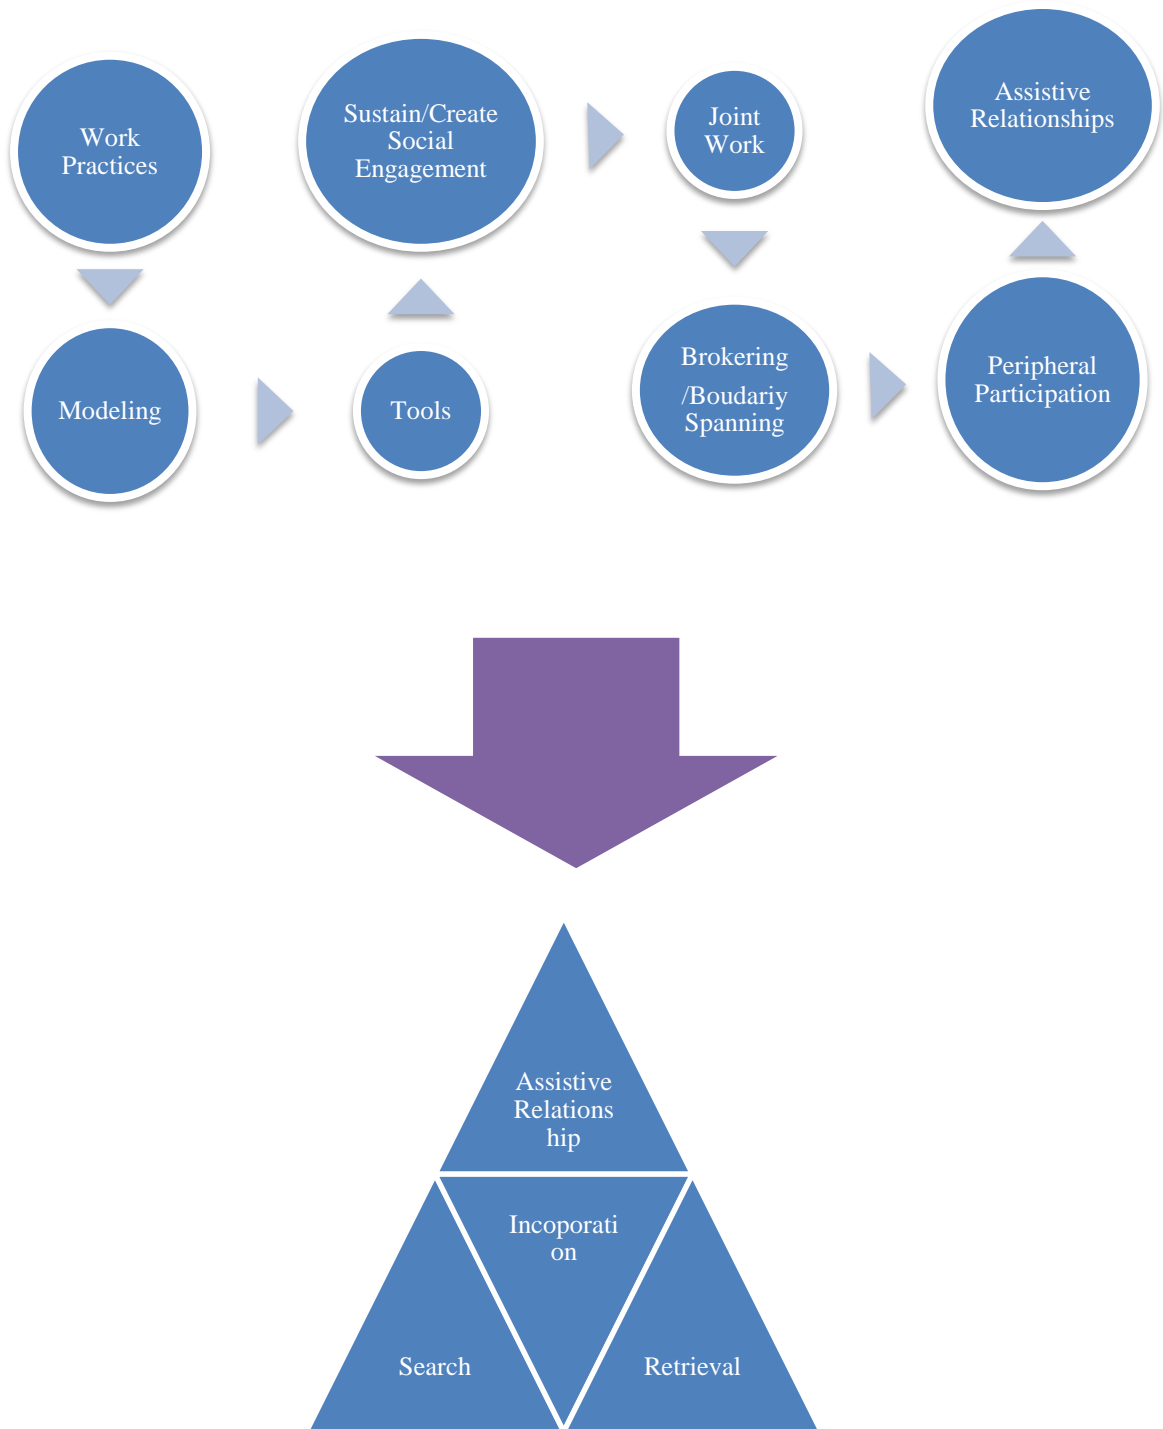 Work
Practices
Modeling
Tools
Sustain/Create
Social
Engagement
Joint
Work
Brokering
/Boudariy
Spanning
Peripheral
Participation
Assistive
Relationships
Assistive
Relations
hip
Incoporati
on
Search
Retrieval